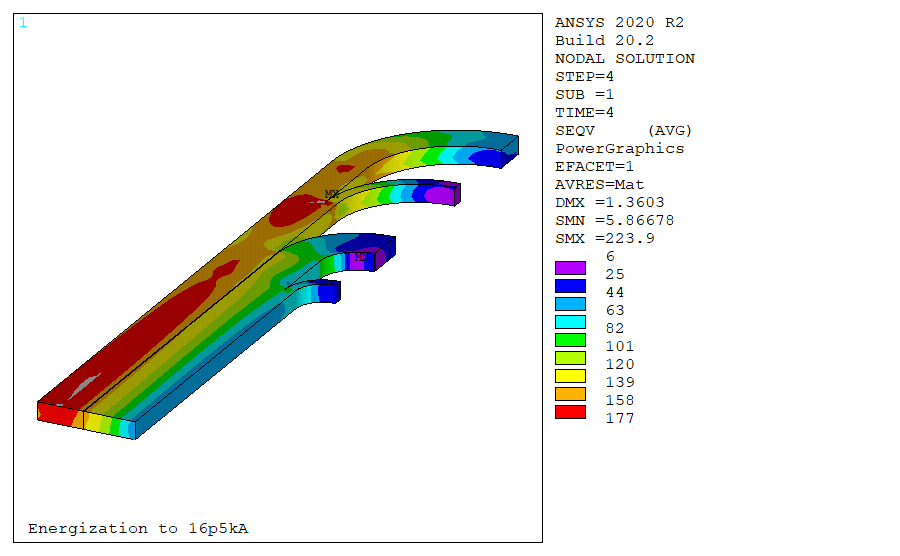 1
ANSYS 2020 R2
Build 20.2
NODAL SOLUTION
STEP=4
SUB =1
TIME=4
SEQV (AVG)
PowerGraphics
EFACET=1
AVRES=Mat
DMX =1.3603
SMN =5.86678
SMX =223.9
6
25
44
63
82
101
120
139
158
177
MX
Energization to 16p5kA